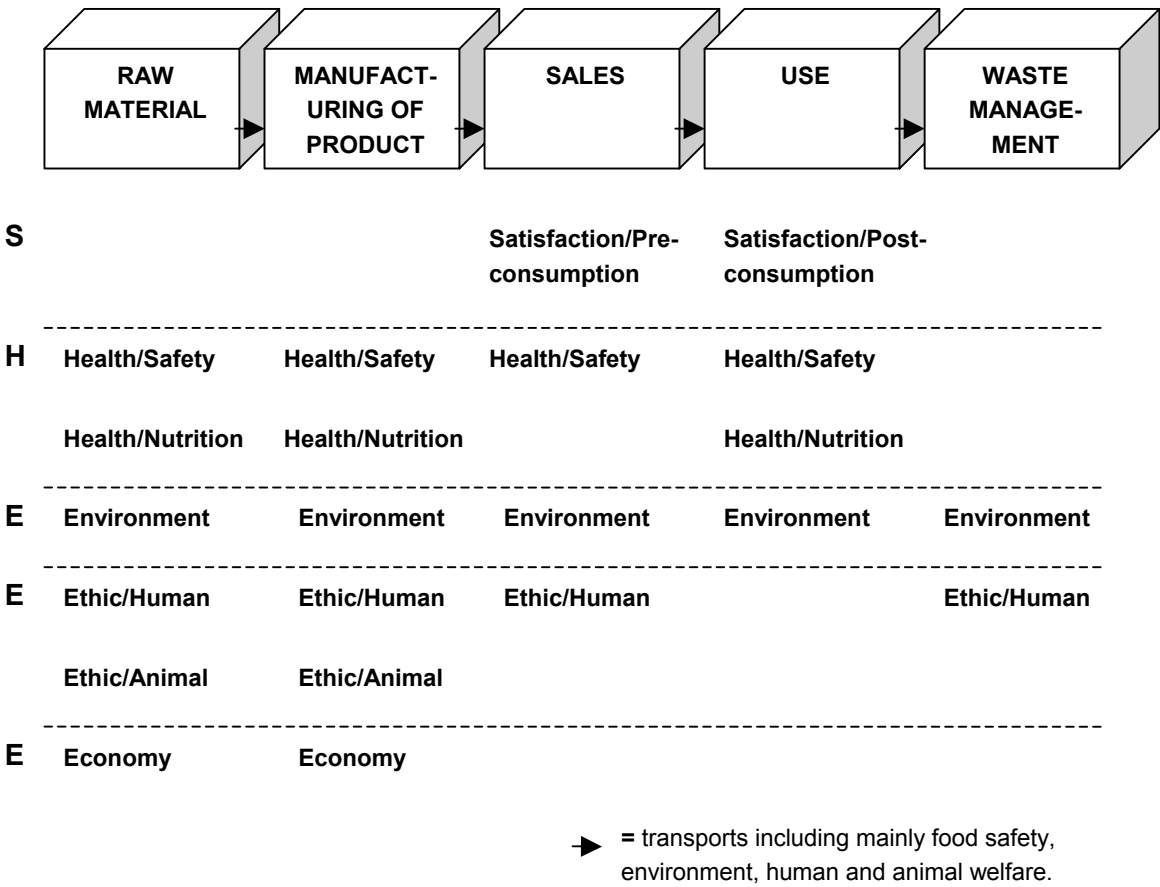 RAW MANUFACT- SALES USE WASTE
MATERIAL URING OF MANAGE-
PRODUCT MENT
S Satisfaction/Pre- Satisfaction/Post-
consumption consumption
H Health/Safety Health/Safety Health/Safety Health/Safety
Health/Nutrition Health/Nutrition Health/Nutrition
E Environment Environment Environment Environment Environment
E Ethic/Human Ethic/Human Ethic/Human Ethic/Human
Ethic/Animal Ethic/Animal
E Economy Economy
= transports including mainly food safety,
environment, human and animal welfare.